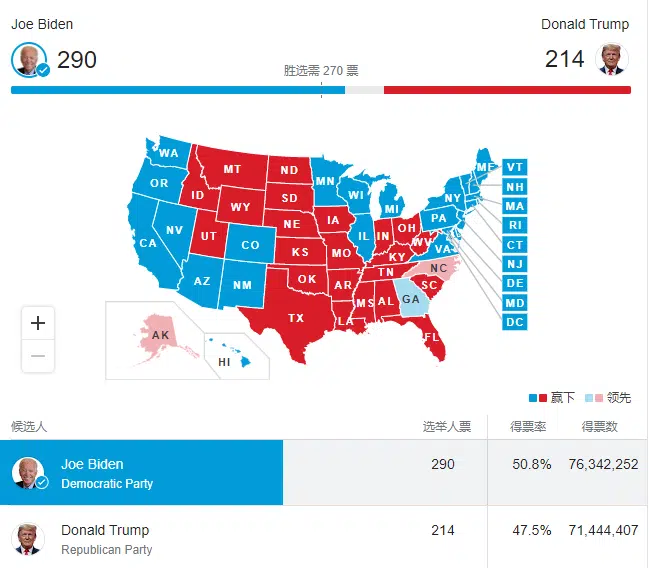 Joe Biden
Donald Trump
290
214
胜选需 270 票
WA
OR
CA
NV
ID
MT
WY
UT
AZ
CO
NM
ND
SD
NE
KS
OK
TX
MN
IA
MO
AR
LA
WI
IL
MI
IN
OH
KY
TN
MS
AL
GA
FL
SC
NC
WV
VA
PA
NY
ME
VT
NH
MA
RI
CT
NJ
DE
MD
DC
AK
HI
+
−
赢下
领先
候选人 选举人票 得票率 得票数
Joe Biden
Democratic Party
290 50.8% 76,342,252
Donald Trump
Republican Party
214 47.5% 71,444,407